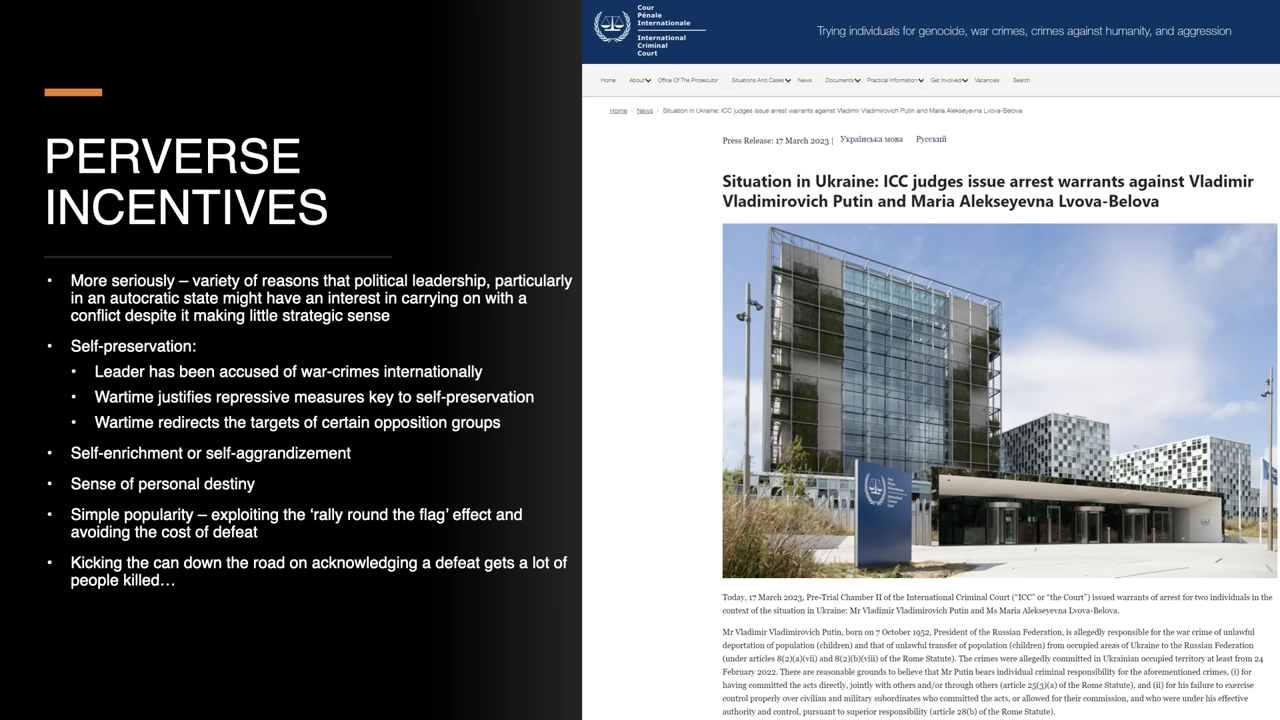 PERVERSE
INCENTIVES
• More seriously – variety of reasons that political leadership, particularly
in an autocratic state might have an interest in carrying on with a
conflict despite it making little strategic sense
• Self-preservation:
• Leader has been accused of war-crimes internationally
• Wartime justifies repressive measures key to self-preservation
• Wartime redirects the targets of certain opposition groups
• Self-enrichment or self-aggrandizement
• Sense of personal destiny
• Simple popularity – exploiting the ‘rally round the flag’ effect and
avoiding the cost of defeat
• Kicking the can down the road on acknowledging a defeat gets a lot of
people killed…
Cour
Pénale
Internationale
International
Criminal
Court
Trying individuals for genocide, war crimes, crimes against humanity, and aggression
Home About Office Of The Prosecutor Situations And Cases News Documents Practical Information Get Involved Vacancies Search
Home - News - Situation in Ukraine: ICC judges issue arrest warrants against Vladimir Vladimirovich Putin and Maria Alekseyevna Lvova-Belova
Press Release: 17 March 2023 | Українська мова Русский
Situation in Ukraine: ICC judges issue arrest warrants against Vladimir
Vladimirovich Putin and Maria Alekseyevna Lvova-Belova
Cour
Pénale
Internationale
International
Criminal
Court
Today, 17 March 2023, Pre-Trial Chamber II of the International Criminal Court (“ICC” or “the Court”) issued warrants of arrest for two individuals in the
context of the situation in Ukraine: Mr Vladimir Vladimirovich Putin and Ms Maria Alekseyevna Lvova-Belova.
Mr Vladimir Vladimirovich Putin, born on 7 October 1952, President of the Russian Federation, is allegedly responsible for the war crime of unlawful
deportation of population (children) and that of unlawful transfer of population (children) from occupied areas of Ukraine to the Russian Federation
(under articles 8(2)(a)(vii) and 8(2)(b)(viii) of the Rome Statute). The crimes were allegedly committed in Ukrainian occupied territory at least from 24
February 2022. There are reasonable grounds to believe that Mr Putin bears individual criminal responsibility for the aforementioned crimes, (i) for
having committed the acts directly, jointly with others and/or through others (article 25(3)(a) of the Rome Statute), and (ii) for his failure to exercise
control properly over civilian and military subordinates who committed the acts, or allowed for their commission, and who were under his effective
authority and control, pursuant to superior responsibility (article 28(b) of the Rome Statute).